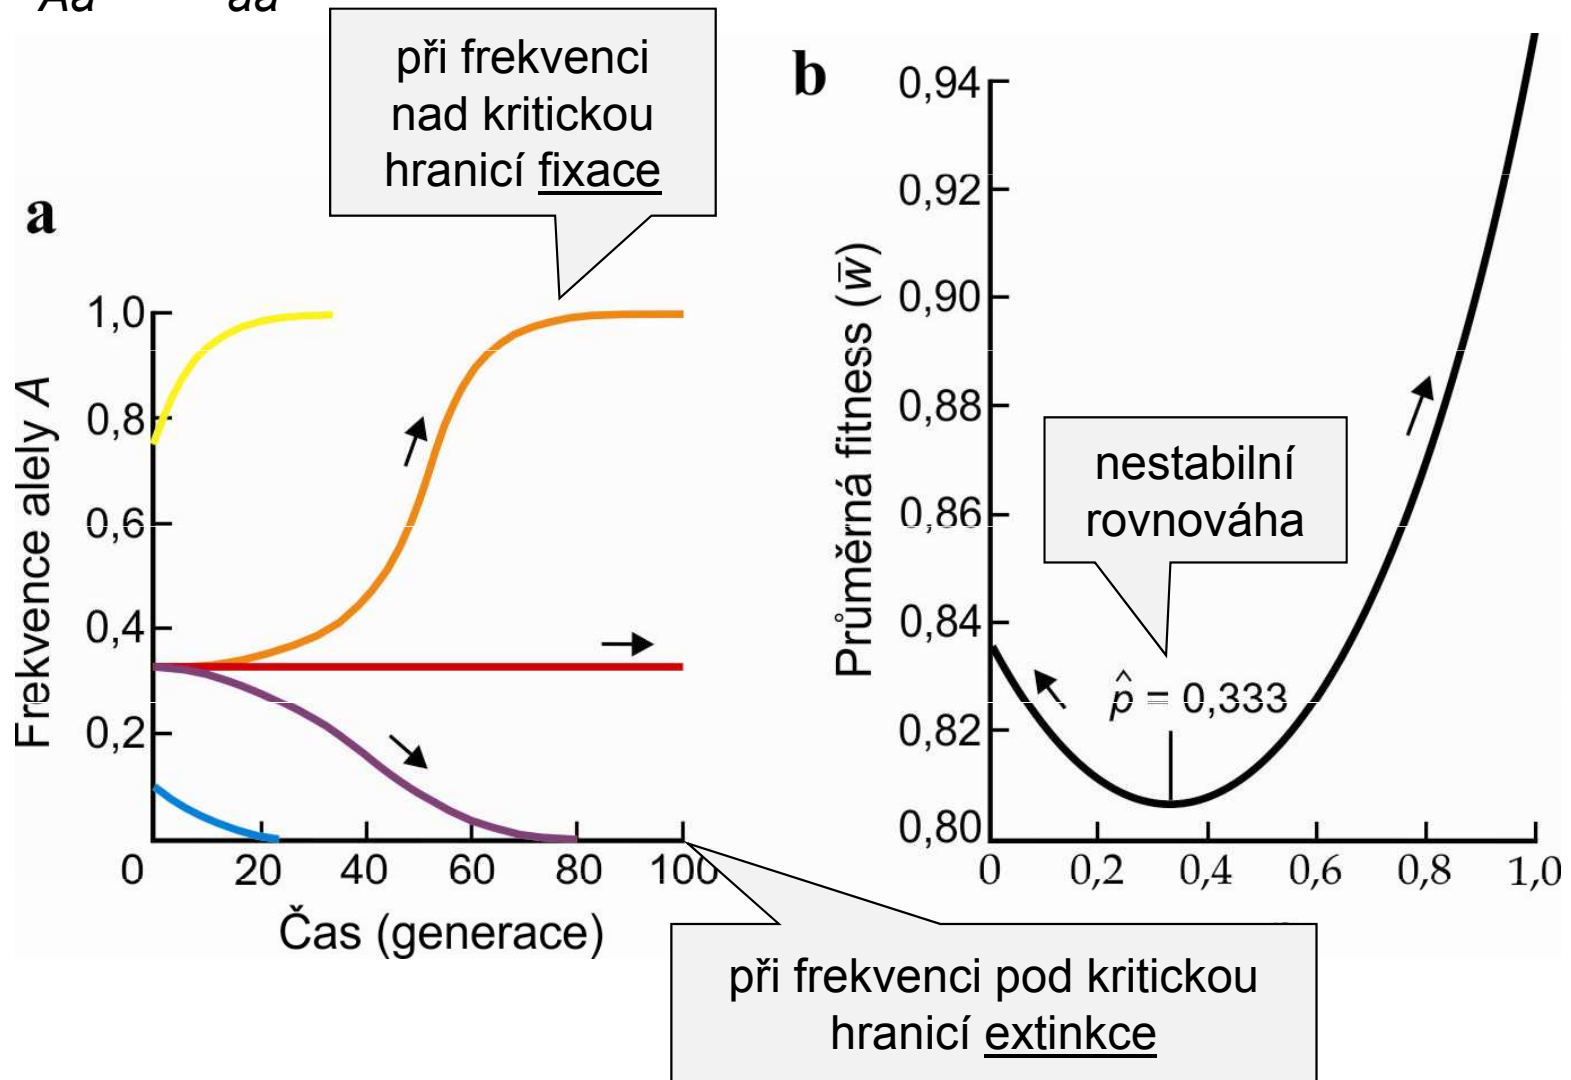 Aa aa
při frekvenci
nad kritickou
hranicí fixace
a
Frekvence alely A
1,0
0,8
0,6
0,4
0,2
0 20 40 60 80 100
Čas (generace)
b
Průměrná fitness (w̄)
0,94
0,92
0,90
0,88
0,86
0,84
0,82
0,80
nestabilní
rovnováha
p̂ = 0,333
0 0,2 0,4 0,6 0,8 1,0
při frekvenci pod kritickou
hranicí extinkce